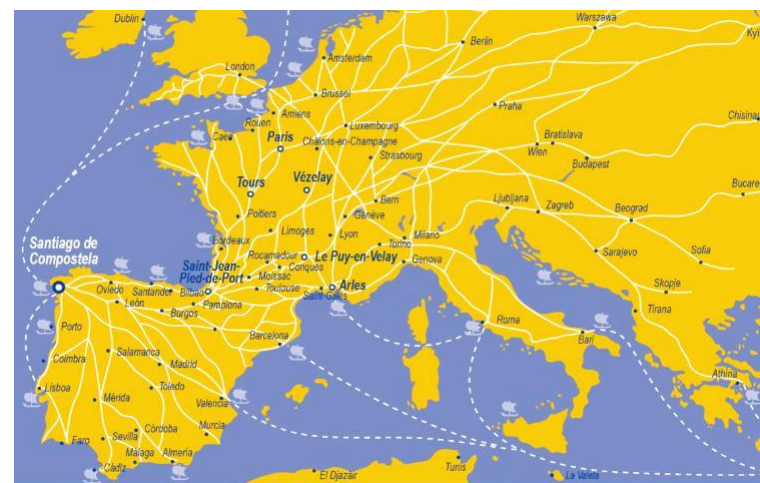 Dublin
Warszawa
Kyi
Berlin
London
Amsterdam
Brussel
Praha
Amiens
Rouen
Luxembourg
Chisinau
Caen
Paris
Châlons-en-Champagne
Bratislava
Strasbourg
Wien
Budapest
Tours
Vézelay
Bucare
Bern
Ljubljana
Zagreb
Beograd
Poitiers
Genève
Limoges
Lyon
Milano
Santiago de
Compostela
Bordeaux
Torino
Sarajevo
Sofia
Rocamadour
Le Puy-en-Velay
Genova
Saint-Jean-
Pied-de-Port
Conques
Moissac
Oviedo
Santander
Bilbao
Toulouse
Arles
Saint-Gilles
Skopje
León
Pamplona
Burgos
Tirana
Porto
Roma
Barcelona
Bari
Salamanca
Coimbra
Madrid
Athína
Lisboa
Toledo
Mérida
Valencia
Córdoba
Murcia
Faro
Sevilla
Málaga
Almería
Cádiz
Tunis
El Djazáir
La Valeta